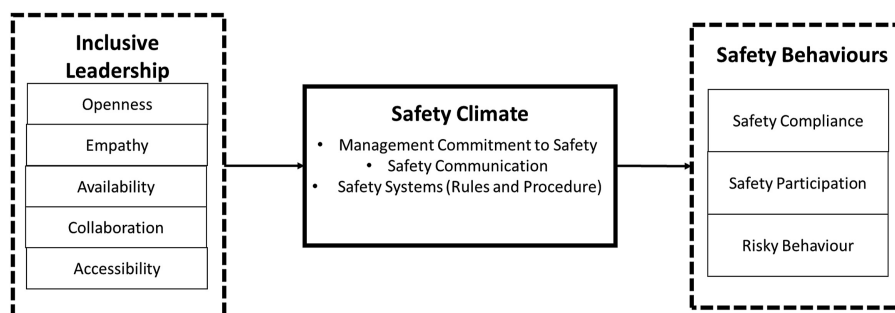 Inclusive
Leadership
Openness
Empathy
Availability
Collaboration
Accessibility
Safety Climate
• Management Commitment to Safety
• Safety Communication
• Safety Systems (Rules and Procedure)
Safety Behaviours
Safety Compliance
Safety Participation
Risky Behaviour